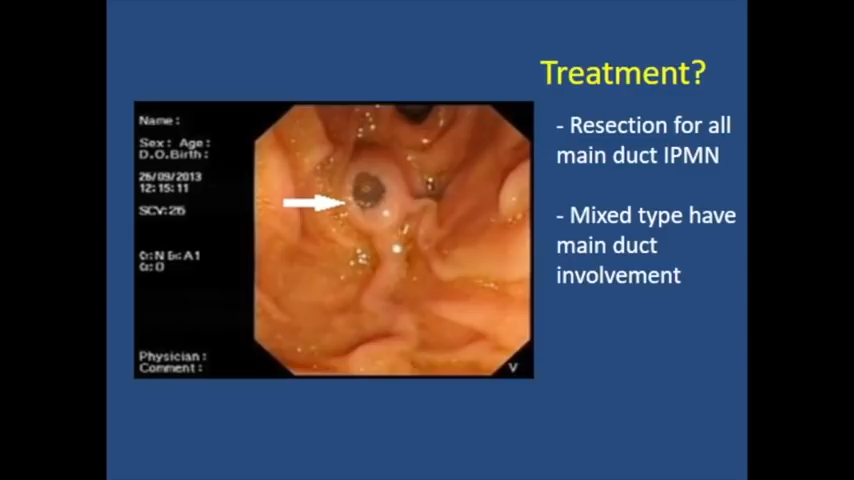 Treatment?
Name:
Sex: Age:
D.O.Birth:
26/09/2013
12:15:11
SCV:26
Physician:
Comment:
V
- Resection for all
main duct IPMN
- Mixed type have
main duct
involvement